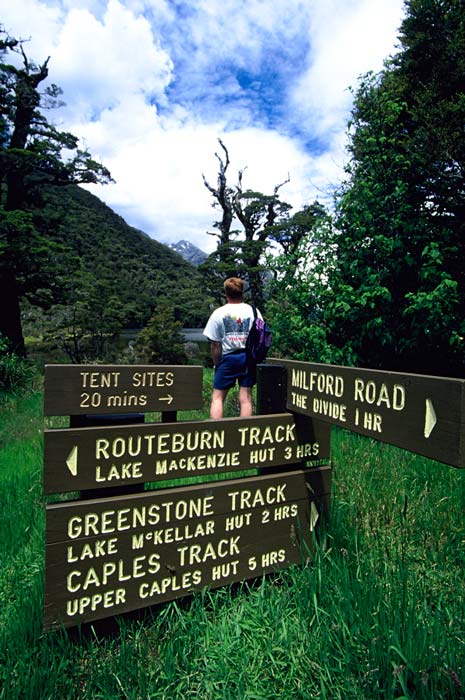 TENT SITES
20 mins →
MILFORD ROAD
THE DIVIDE 1 HR
ROUTEBURN TRACK
LAKE MACKENZIE HUT 3 HRS
GREENSTONE TRACK
LAKE McKELLAR HUT 2 HRS
CAPLES TRACK
UPPER CAPLES HUT 5 HRS